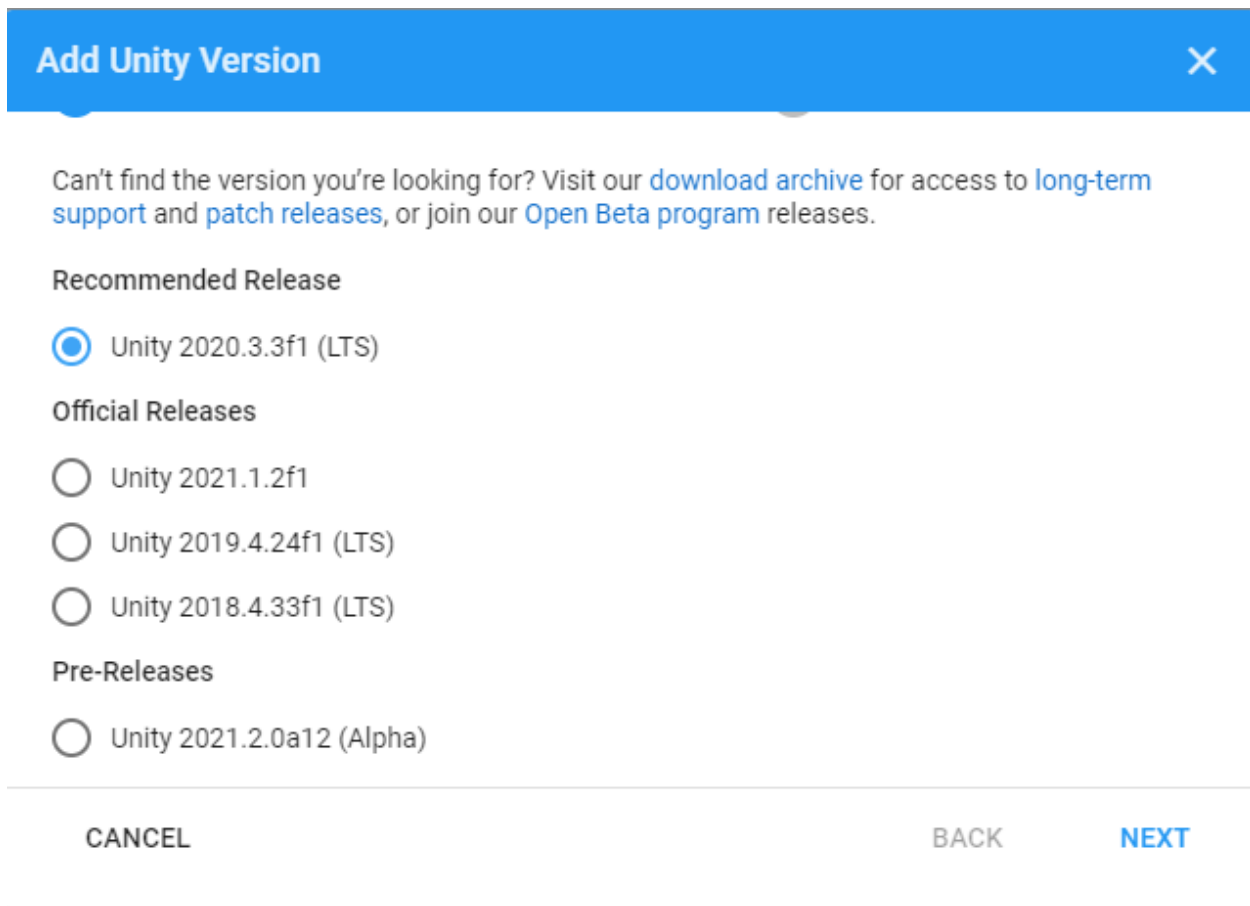 Add Unity Version
Can't find the version you're looking for? Visit our download archive for access to long-term
support and patch releases, or join our Open Beta program releases.
Recommended Release
Unity 2020.3.3f1 (LTS)
Official Releases
Unity 2021.1.2f1
Unity 2019.4.24f1 (LTS)
Unity 2018.4.33f1 (LTS)
Pre-Releases
Unity 2021.2.0a12 (Alpha)
CANCEL BACK NEXT